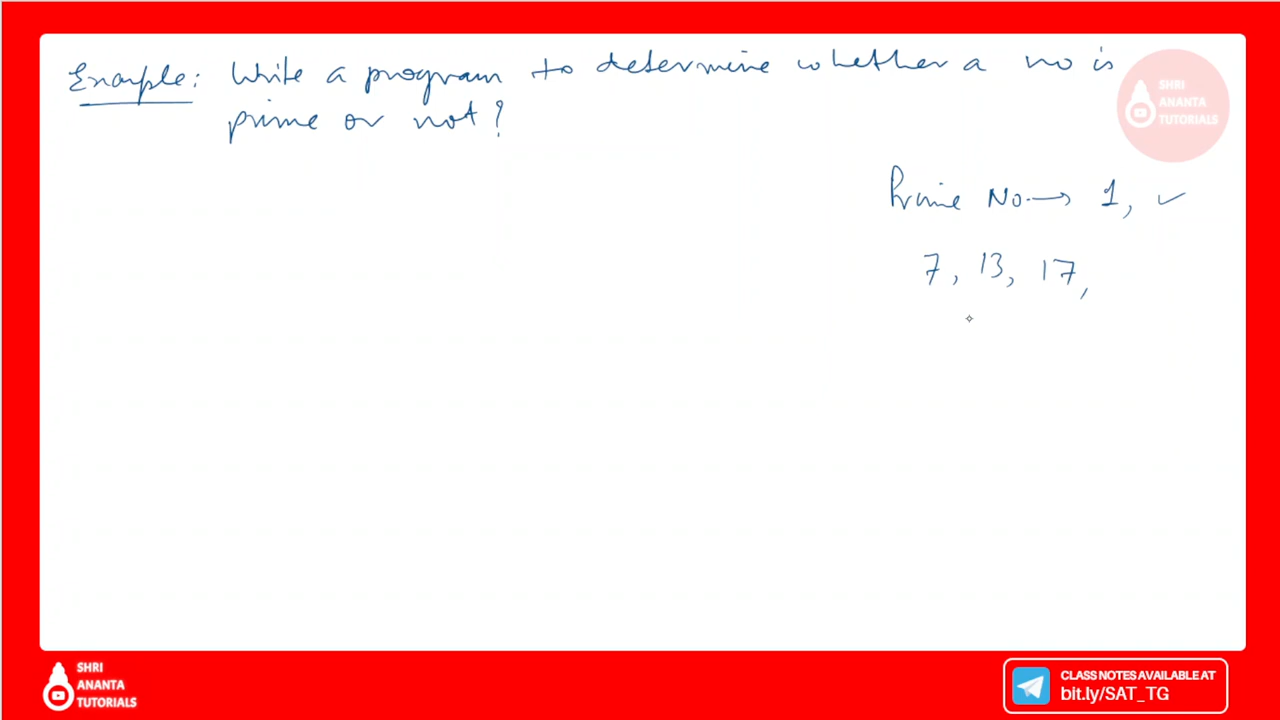 Example: Write a program to determine whether a no is
prime or not?
SHRI
ANANTA
TUTORIALS
Prime No. → 1, ✓
7, 13, 17,
SHRI
ANANTA
TUTORIALS
CLASS NOTES AVAILABLE AT
bit.ly/SAT_TG